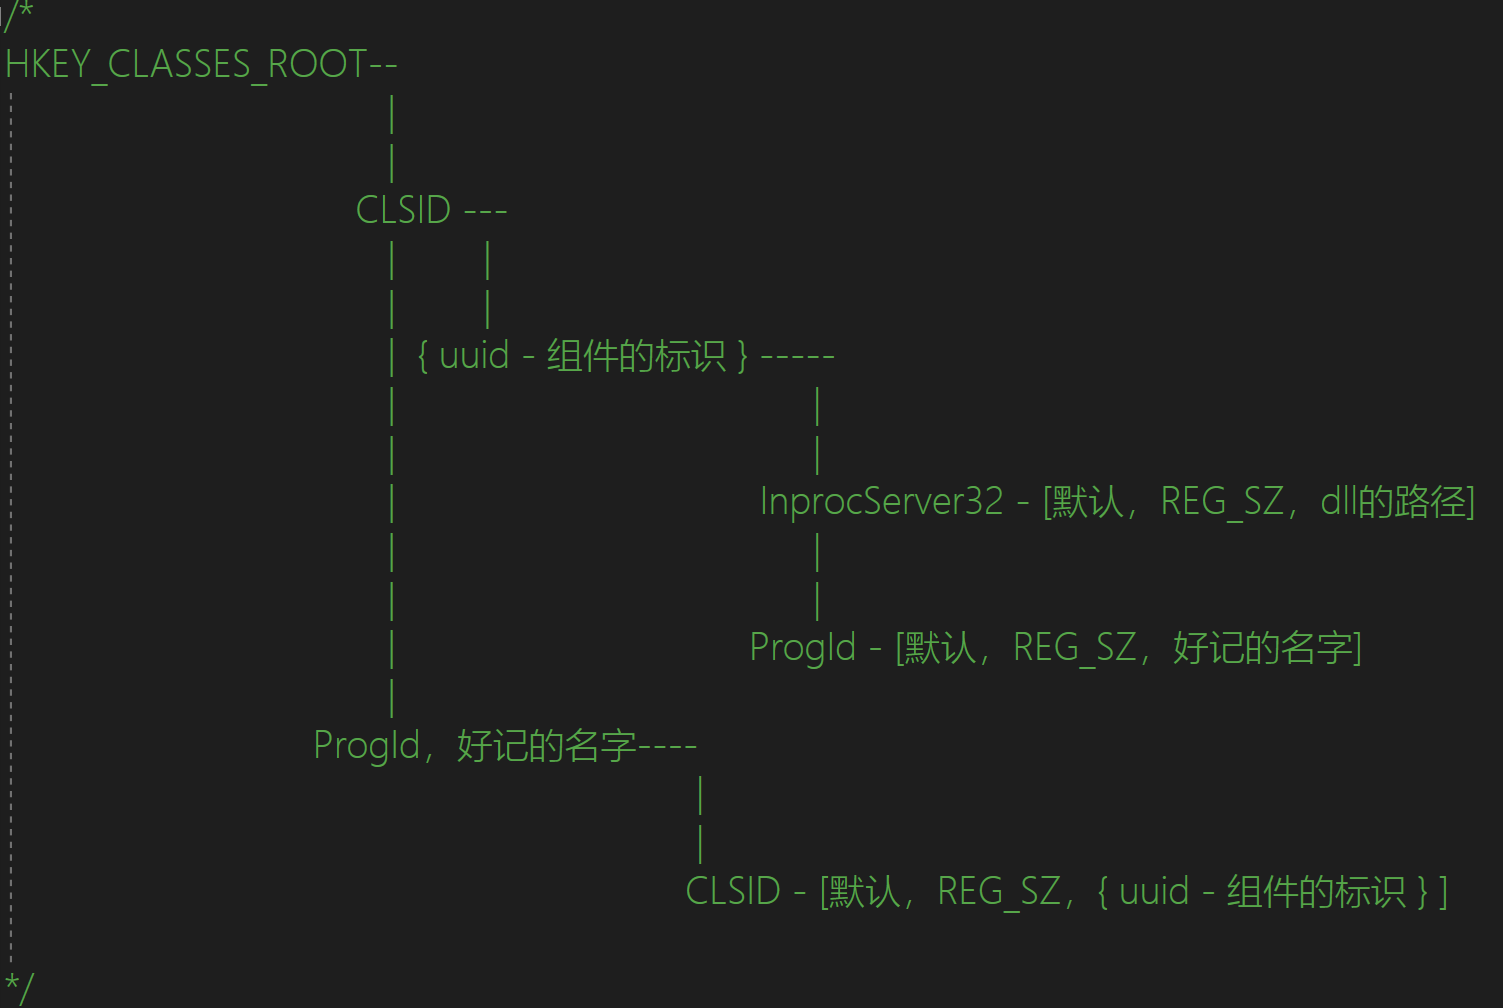 /*
HKEY_CLASSES_ROOT--
|
|
CLSID ---
| |
| |
| { uuid - 组件的标识 } -----
| |
| |
| InprocServer32 - [默认，REG_SZ，dll的路径]
| |
| |
| ProgId - [默认，REG_SZ，好记的名字]
|
ProgId，好记的名字----
|
|
CLSID - [默认，REG_SZ，{ uuid - 组件的标识 } ]
*/